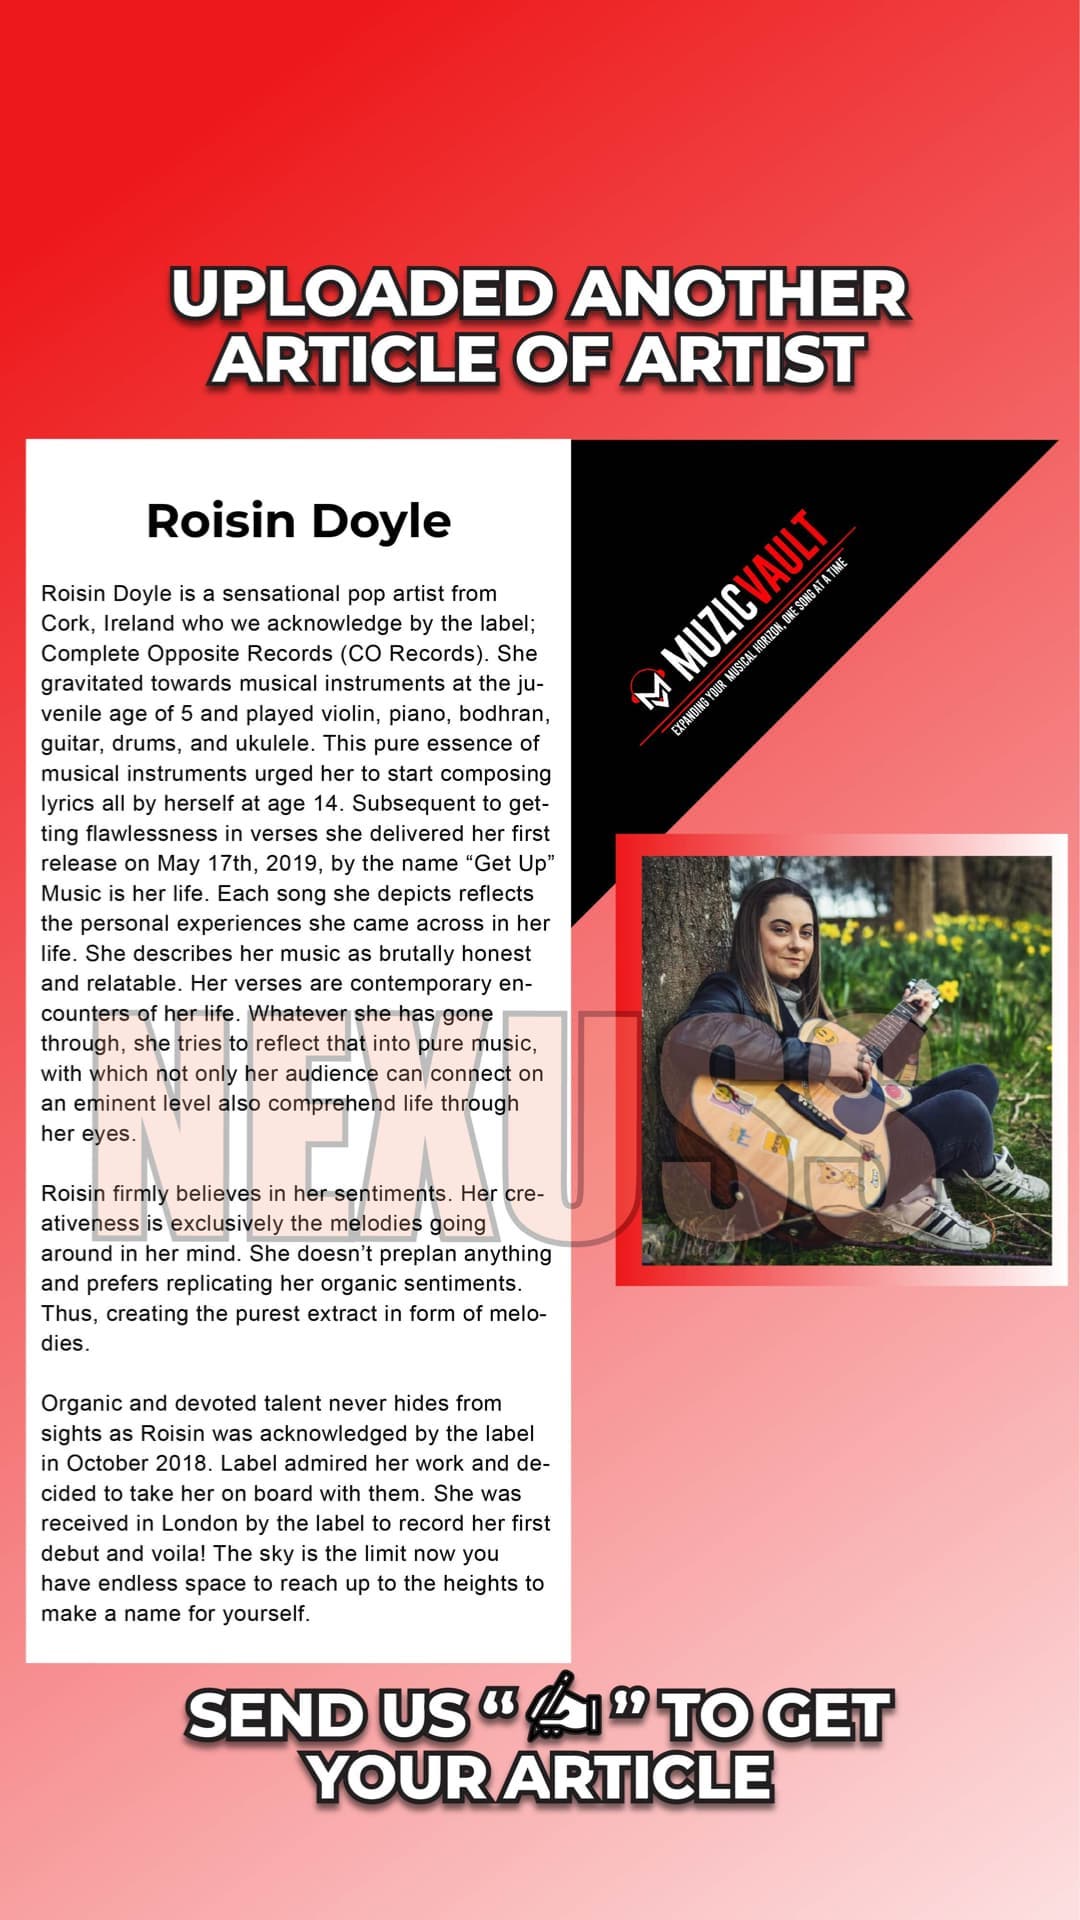 UPLOADED ANOTHER
ARTICLE OF ARTIST
Roisin Doyle
Roisin Doyle is a sensational pop artist from
Cork, Ireland who we acknowledge by the label;
Complete Opposite Records (CO Records). She
gravitated towards musical instruments at the ju-
venile age of 5 and played violin, piano, bodhran,
guitar, drums, and ukulele. This pure essence of
musical instruments urged her to start composing
lyrics all by herself at age 14. Subsequent to get-
ting flawlessness in verses she delivered her first
release on May 17th, 2019, by the name “Get Up”
Music is her life. Each song she depicts reflects
the personal experiences she came across in her
life. She describes her music as brutally honest
and relatable. Her verses are contemporary en-
counters of her life. Whatever she has gone
through, she tries to reflect that into pure music,
with which not only her audience can connect on
an eminent level also comprehend life through
her eyes.
Roisin firmly believes in her sentiments. Her cre-
ativeness is exclusively the melodies going
around in her mind. She doesn’t preplan anything
and prefers replicating her organic sentiments.
Thus, creating the purest extract in form of melo-
dies.
Organic and devoted talent never hides from
sights as Roisin was acknowledged by the label
in October 2018. Label admired her work and de-
cided to take her on board with them. She was
received in London by the label to record her first
debut and voila! The sky is the limit now you
have endless space to reach up to the heights to
make a name for yourself.
MUZICVAULT
EXPANDING YOUR MUSICAL HORIZON, ONE SONG AT A TIME
NEXUSS
SEND US “✍” TO GET
YOUR ARTICLE